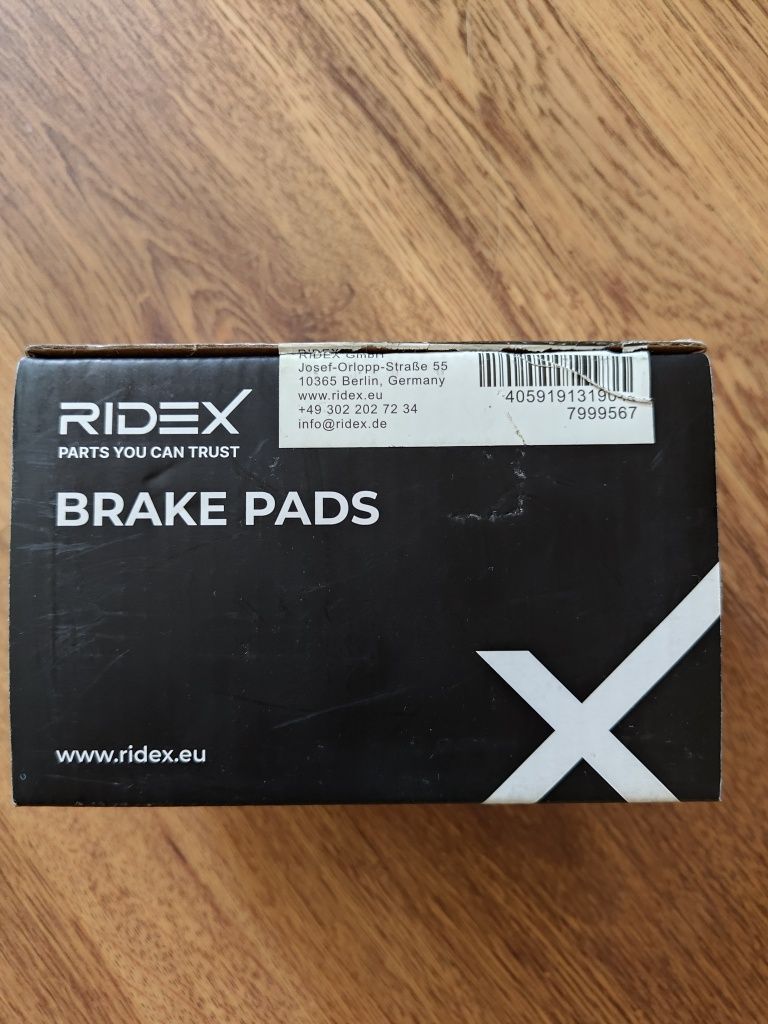 RIDEX
PARTS YOU CAN TRUST
BRAKE PADS
www.ridex.eu
RIDEX GmbH
Josef-Orlopp-Straße 55
10365 Berlin, Germany
www.ridex.eu
+49 302 202 72 34
info@ridex.de
7999567